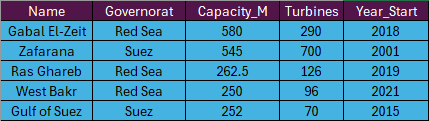 Name Governorat Capacity_M Turbines Year_Start
Gabal El-Zeit Red Sea 580 290 2018
Zafarana Suez 545 700 2001
Ras Ghareb Red Sea 262.5 126 2019
West Bakr Red Sea 250 96 2021
Gulf of Suez Suez 252 70 2015